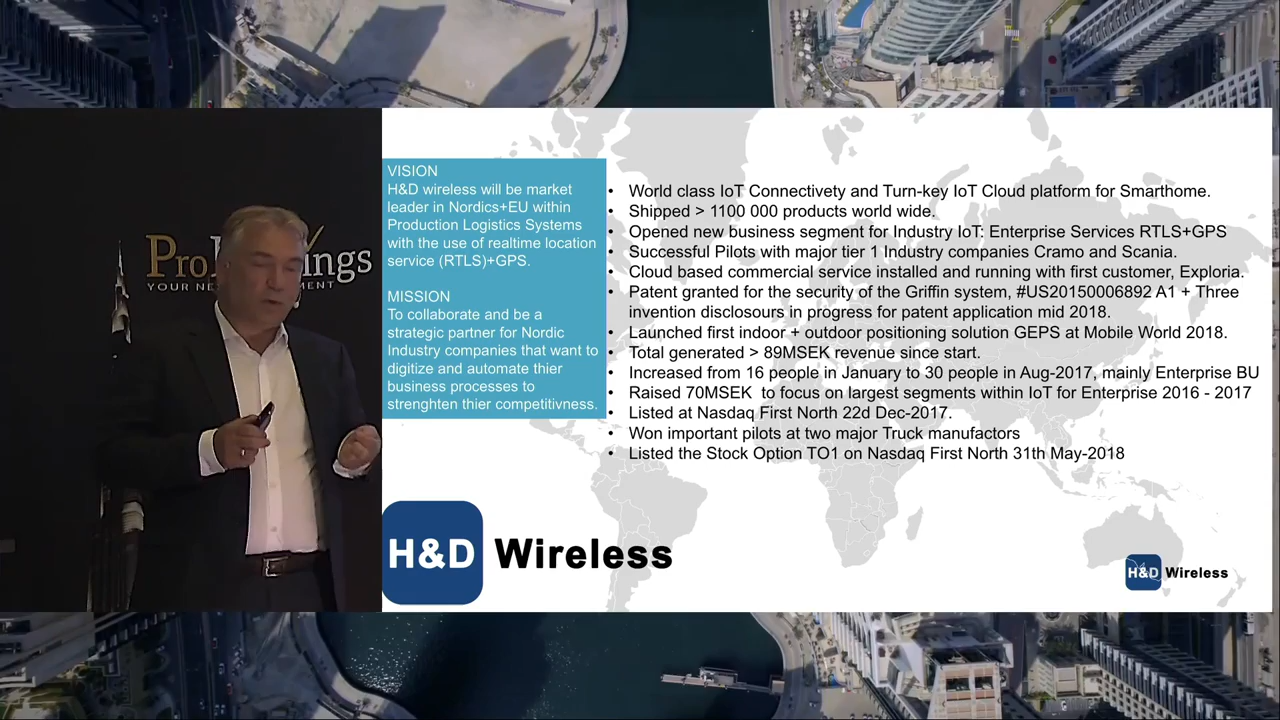 VISION
H&D wireless will be market
leader in Nordics+EU within
Production Logistics Systems
with the use of realtime location
service (RTLS)+GPS.
MISSION
To collaborate and be a
strategic partner for Nordic
Industry companies that want to
digitize and automate thier
business processes to
strenghten thier competitivness.
• World class IoT Connectivety and Turn-key IoT Cloud platform for Smarthome.
• Shipped > 1100 000 products world wide.
• Opened new business segment for Industry IoT: Enterprise Services RTLS+GPS
• Successful Pilots with major tier 1 Industry companies Cramo and Scania.
• Cloud based commercial service installed and running with first customer, Exploria.
• Patent granted for the security of the Griffin system, #US20150006892 A1 + Three
invention disclosours in progress for patent application mid 2018.
• Launched first indoor + outdoor positioning solution GEPS at Mobile World 2018.
• Total generated > 89MSEK revenue since start.
• Increased from 16 people in January to 30 people in Aug-2017, mainly Enterprise BU
• Raised 70MSEK to focus on largest segments within IoT for Enterprise 2016 - 2017
• Listed at Nasdaq First North 22d Dec-2017.
• Won important pilots at two major Truck manufactors
• Listed the Stock Option TO1 on Nasdaq First North 31th May-2018
H&D Wireless
H&D Wireless